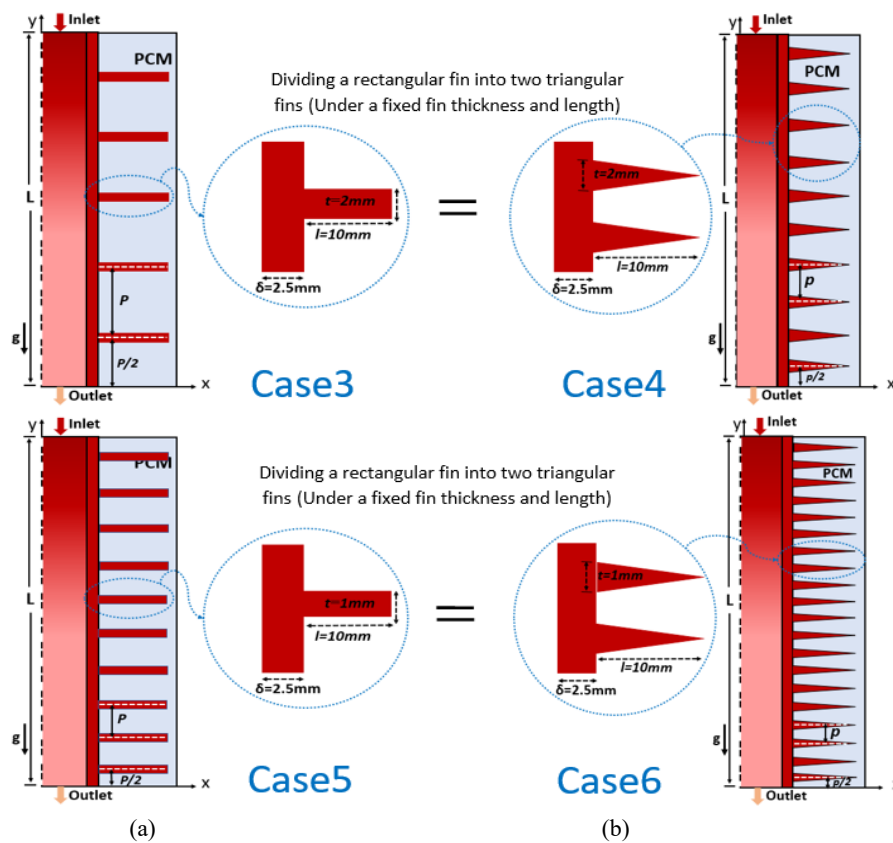 y
Inlet
PCM
L
P
P/2
g
x
Outlet
Dividing a rectangular fin into two triangular
fins (Under a fixed fin thickness and length)
t=2mm
l=10mm
δ=2.5mm
=
t=2mm
l=10mm
δ=2.5mm
Case3
Case4
y
Inlet
PCM
L
p
p/2
g
x
Outlet
y
Inlet
PCM
L
P
P/2
g
x
Outlet
Dividing a rectangular fin into two triangular
fins (Under a fixed fin thickness and length)
t=1mm
l=10mm
δ=2.5mm
=
t=1mm
l=10mm
δ=2.5mm
Case5
Case6
y
Inlet
PCM
L
p
p/2
g
Outlet
(a)
(b)